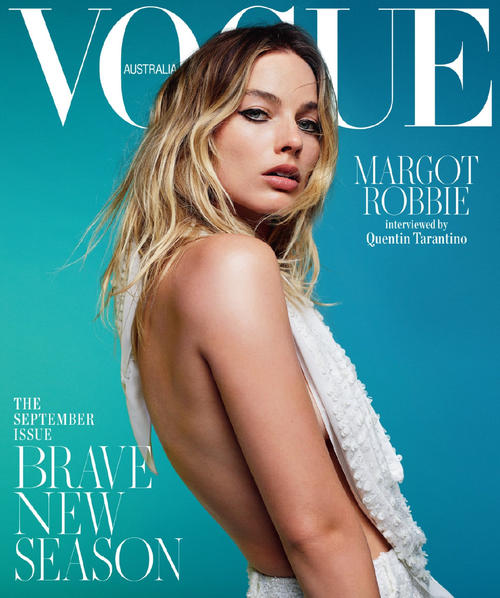 VOGUE
AUSTRALIA
MARGOT
ROBBIE
interviewed by
Quentin Tarantino
THE
SEPTEMBER
ISSUE
BRAVE
NEW
SEASON